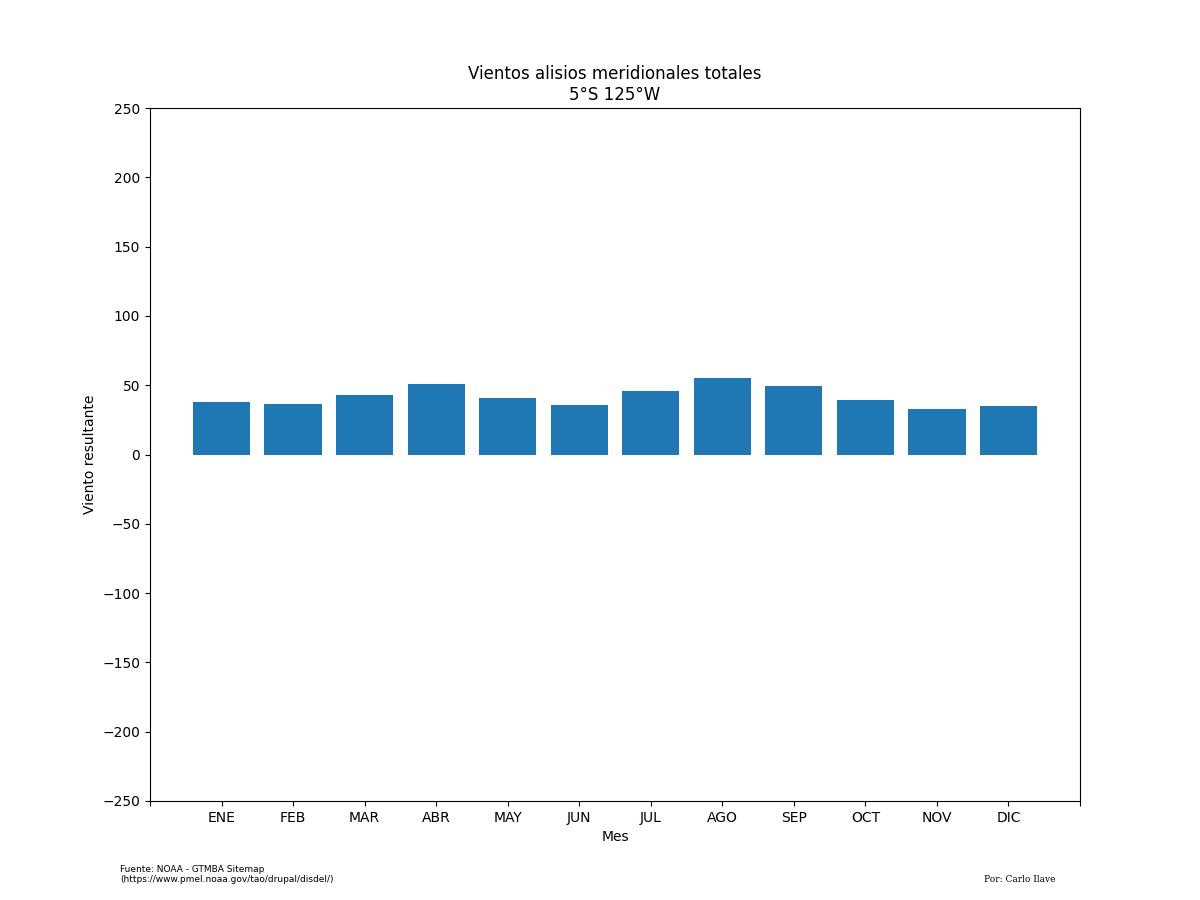 Vientos alisios meridionales totales
5°S 125°W
250
200
150
100
50
0
−50
−100
−150
−200
−250
Viento resultante
ENE FEB MAR ABR MAY JUN JUL AGO SEP OCT NOV DIC
Mes
Fuente: NOAA - GTMBA Sitemap
(https://www.pmel.noaa.gov/tao/drupal/disdel/)
Por: Carlo Ilave